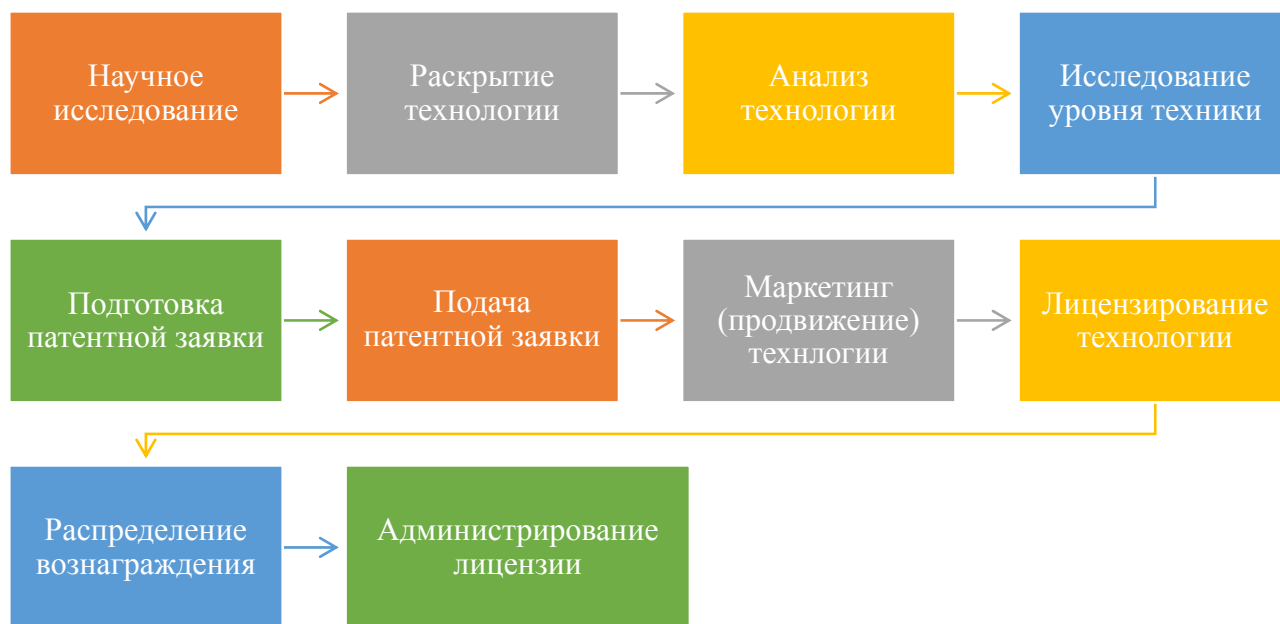 Научное
исследование
Раскрытие
технологии
Анализ
технологии
Исследование
уровня техники
Подготовка
патентной заявки
Подача
патентной заявки
Маркетинг
(продвижение)
технлогии
Лицензирование
технологии
Распределение
вознаграждения
Администрирование
лицензии